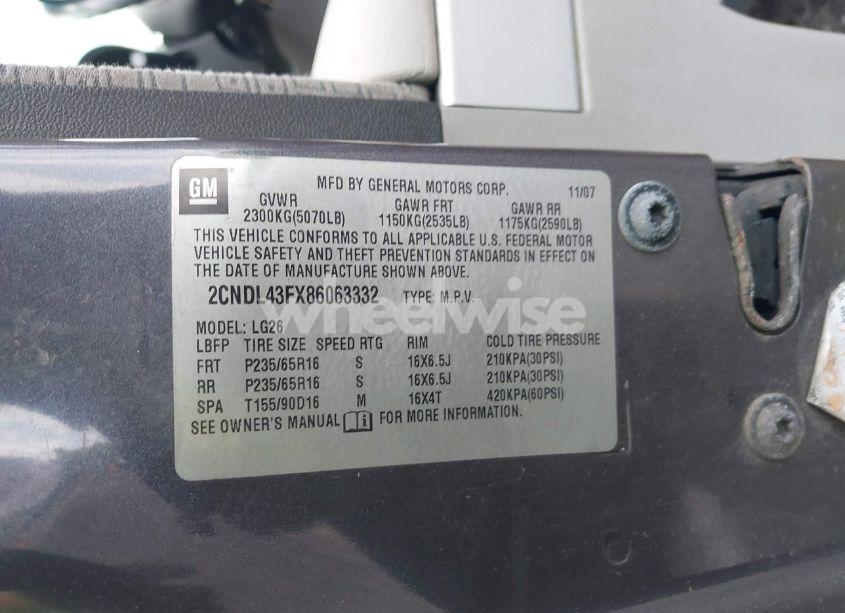 GM
MFD BY GENERAL MOTORS CORP. 11/07
GVWR GAWR FRT GAWR RR
2300KG(5070LB) 1150KG(2535LB) 1175KG(2590LB)
THIS VEHICLE CONFORMS TO ALL APPLICABLE U.S. FEDERAL MOTOR
VEHICLE SAFETY AND THEFT PREVENTION STANDARDS IN EFFECT ON
THE DATE OF MANUFACTURE SHOWN ABOVE.
2CNDL43FX86063332 TYPE: M.P.V.
wheelwise
MODEL: LG26
LBFP TIRE SIZE SPEED RTG RIM COLD TIRE PRESSURE
FRT P235/65R16 S 16X6.5J 210KPA(30PSI)
RR P235/65R16 S 16X6.5J 210KPA(30PSI)
SPA T155/90D16 M 16X4T 420KPA(60PSI)
SEE OWNER'S MANUAL FOR MORE INFORMATION.